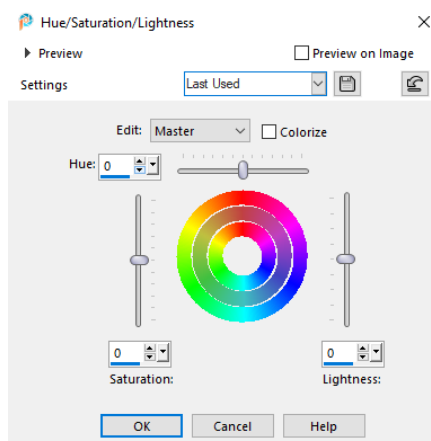 Hue/Saturation/Lightness
Preview
Preview on Image
Settings
Last Used
Edit: Master
Colorize
Hue: 0
0
0
Saturation:
Lightness:
OK
Cancel
Help